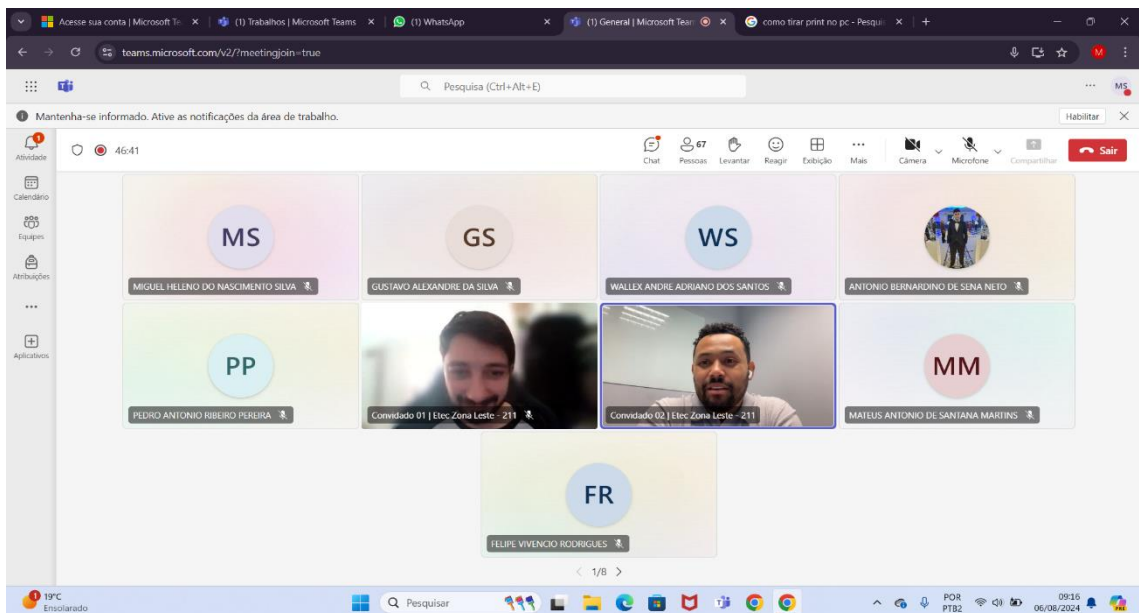 Acesse sua conta | Microsoft Te
(1) Trabalhos | Microsoft Teams
(1) WhatsApp
(1) General | Microsoft Team
como tirar print no pc - Pesqui
teams.microsoft.com/v2/?meetingjoin=true
M
Pesquisa (Ctrl+Alt+E)
MS
Mantenha-se informado. Ative as notificações da área de trabalho.
Habilitar
1
Atividade
46:41
67
Chat
Pessoas
Levantar
Reagir
Exibição
Mais
Câmera
Microfone
Compartilhar
Sair
Calendário
Equipes
Atribuições
Aplicativos
MS
MIGUEL HELENO DO NASCIMENTO SILVA
GS
GUSTAVO ALEXANDRE DA SILVA
WS
WALLEX ANDRE ADRIANO DOS SANTOS
ANTONIO BERNARDINO DE SENA NETO
PP
PEDRO ANTONIO RIBEIRO PEREIRA
Convidado 01 | Etec Zona Leste - 211
Convidado 02 | Etec Zona Leste - 211
MM
MATEUS ANTONIO DE SANTANA MARTINS
FR
FELIPE VIVENCIO RODRIGUES
1/8
1
19°C
Ensolarado
Pesquisar
POR
PTB2
09:16
06/08/2024
PRE